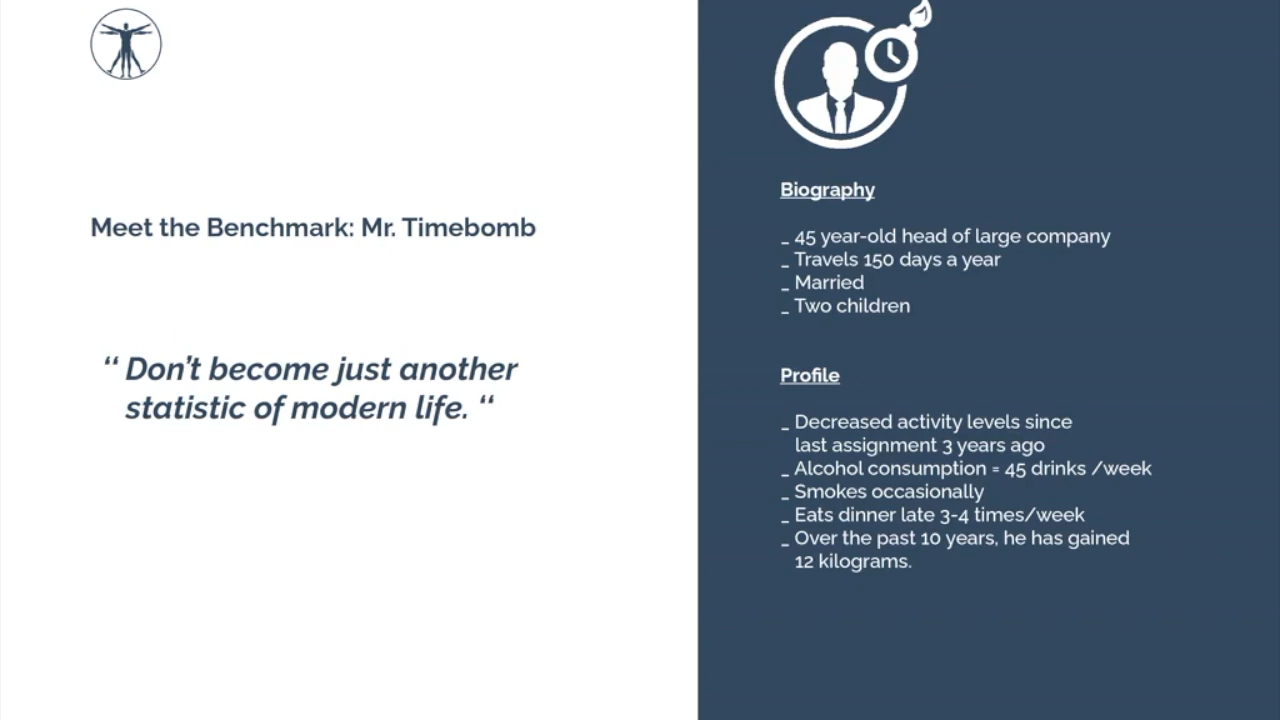 Meet the Benchmark: Mr. Timebomb
“ Don’t become just another
statistic of modern life. “
Biography
_ 45 year-old head of large company
_ Travels 150 days a year
_ Married
_ Two children
Profile
_ Decreased activity levels since
last assignment 3 years ago
_ Alcohol consumption = 45 drinks /week
_ Smokes occasionally
_ Eats dinner late 3-4 times/week
_ Over the past 10 years, he has gained
12 kilograms.